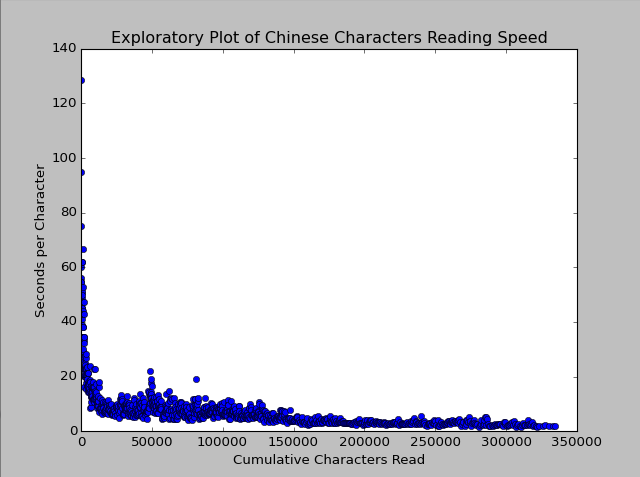 Exploratory Plot of Chinese Characters Reading Speed
140
120
100
80
60
40
20
0
Seconds per Character
0 50000 100000 150000 200000 250000 300000 350000
Cumulative Characters Read